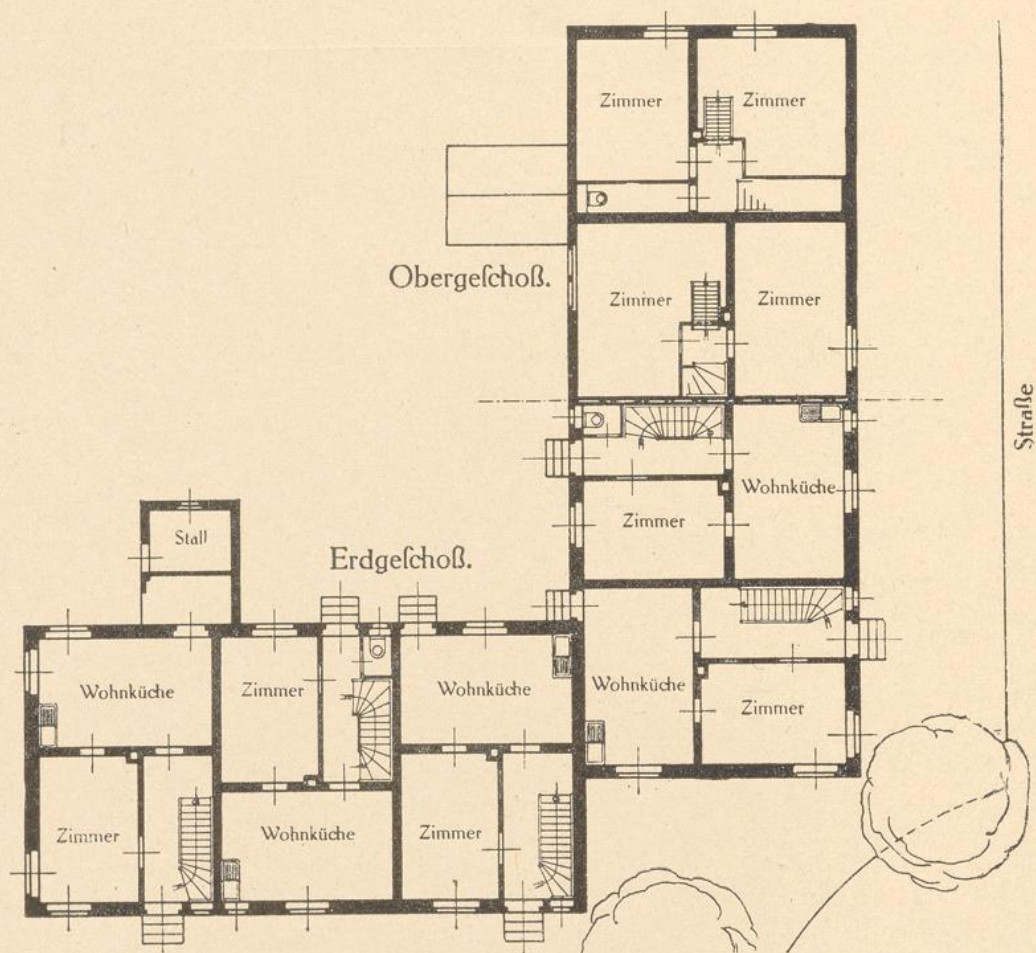 Zimmer
Zimmer
Obergeſchoß.
Zimmer
Zimmer
Straße
Wohnküche
Zimmer
Stall
Erdgeſchoß.
Wohnküche
Zimmer
Wohnküche
Wohnküche
Zimmer
Zimmer
Wohnküche
Zimmer